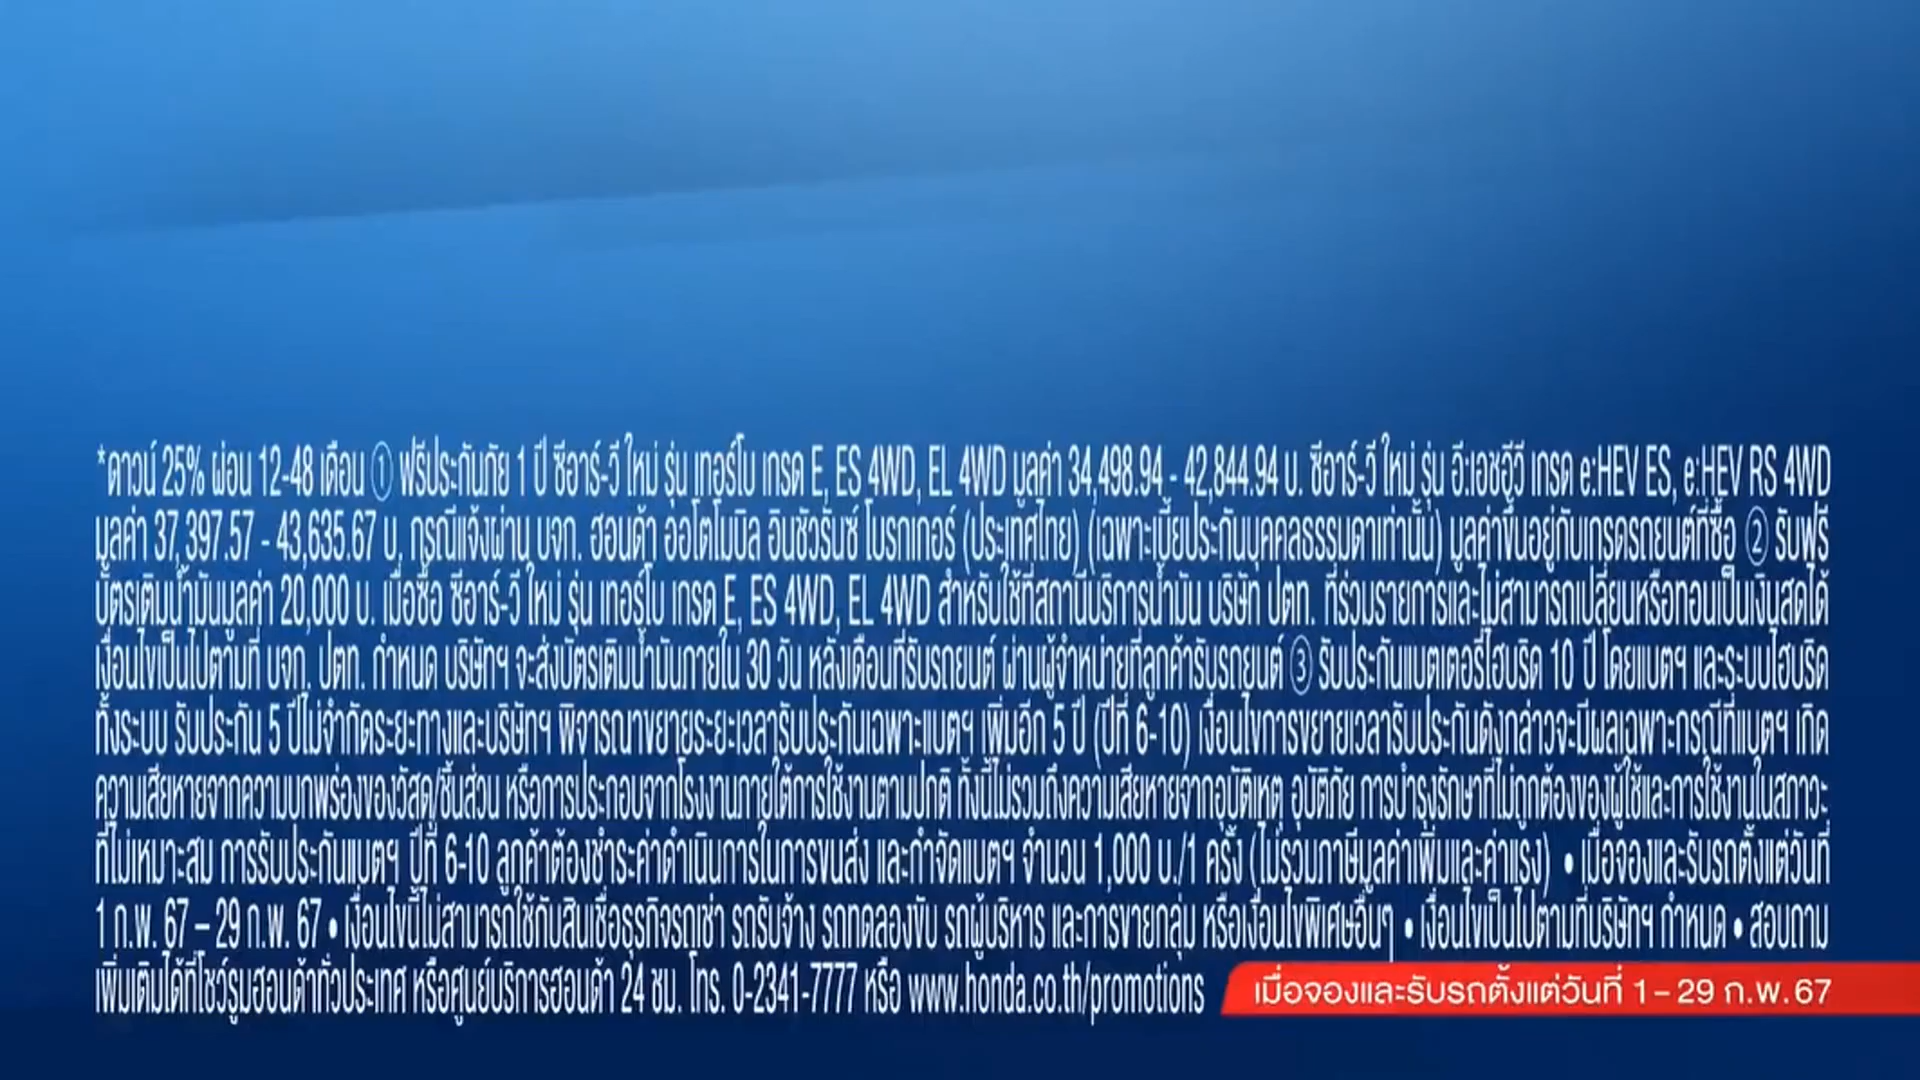 *ดาวน์ 25% ผ่อน 12-48 เดือน ① ฟรีประกันภัย 1 ปี ซีอาร์-วี ใหม่ รุ่น เทอร์โบ เกรด E, ES 4WD, EL 4WD มูลค่า 34,498.94 - 42,844.94 บ. ซีอาร์-วี ใหม่ รุ่น อี:เอชอีวี เกรด e:HEV ES, e:HEV RS 4WD
มูลค่า 37,397.57 - 43,635.67 บ. กรณีแจ้งผ่าน บจก. ฮอนด้า ออโตโมบิล อินชัวรันซ์ โบรกเกอร์ (ประเทศไทย) (เฉพาะเบี้ยประกันบุคคลธรรมดาเท่านั้น) มูลค่าขึ้นอยู่กับเกรดรถยนต์ที่ซื้อ ② รับฟรี
บัตรเติมน้ำมันมูลค่า 20,000 บ. เมื่อซื้อ ซีอาร์-วี ใหม่ รุ่น เทอร์โบ เกรด E, ES 4WD, EL 4WD สำหรับใช้ที่สถานีบริการน้ำมัน บริษัท ปตท. ที่ร่วมรายการและไม่สามารถเปลี่ยนหรือทอนเป็นเงินสดได้
เงื่อนไขเป็นไปตามที่ บจก. ปตท. กำหนด บริษัทฯ จะส่งบัตรเติมน้ำมันภายใน 30 วัน หลังเดือนที่รับรถยนต์ ผ่านผู้จำหน่ายที่ลูกค้ารับรถยนต์ ③ รับประกันแบตเตอรี่ไฮบริด 10 ปี โดยแบตฯ และระบบไฮบริด
ทั้งระบบ รับประกัน 5 ปีไม่จำกัดระยะทางและบริษัทฯ พิจารณาขยายระยะเวลารับประกันเฉพาะแบตฯ เพิ่มอีก 5 ปี (ปีที่ 6-10) เงื่อนไขการขยายเวลารับประกันดังกล่าวจะมีผลเฉพาะกรณีที่แบตฯ เกิด
ความเสียหายจากความบกพร่องของวัสดุ/ชิ้นส่วน หรือการประกอบจากโรงงานภายใต้การใช้งานตามปกติ ทั้งนี้ไม่รวมถึงความเสียหายจากอุบัติเหตุ อุบัติภัย การบำรุงรักษาที่ไม่ถูกต้องของผู้ใช้และการใช้งานในสภาวะ
ที่ไม่เหมาะสม การรับประกันแบตฯ ปีที่ 6-10 ลูกค้าต้องชำระค่าดำเนินการในการขนส่ง และกำจัดแบตฯ จำนวน 1,000 บ./1 ครั้ง (ไม่รวมภาษีมูลค่าเพิ่มและค่าแรง) • เมื่อจองและรับรถตั้งแต่วันที่
1 ก.พ. 67 – 29 ก.พ. 67 • เงื่อนไขนี้ไม่สามารถใช้กับสินเชื่อธุรกิจรถเช่า รถรับจ้าง รถทดลองขับ รถผู้บริหาร และการขายกลุ่ม หรือเงื่อนไขพิเศษอื่นๆ • เงื่อนไขเป็นไปตามที่บริษัทฯ กำหนด • สอบถาม
เพิ่มเติมได้ที่โชว์รูมฮอนด้าทั่วประเทศ หรือศูนย์บริการฮอนด้า 24 ชม. โทร. 0-2341-7777 หรือ www.honda.co.th/promotions
เมื่อจองและรับรถตั้งแต่วันที่ 1 – 29 ก.พ. 67